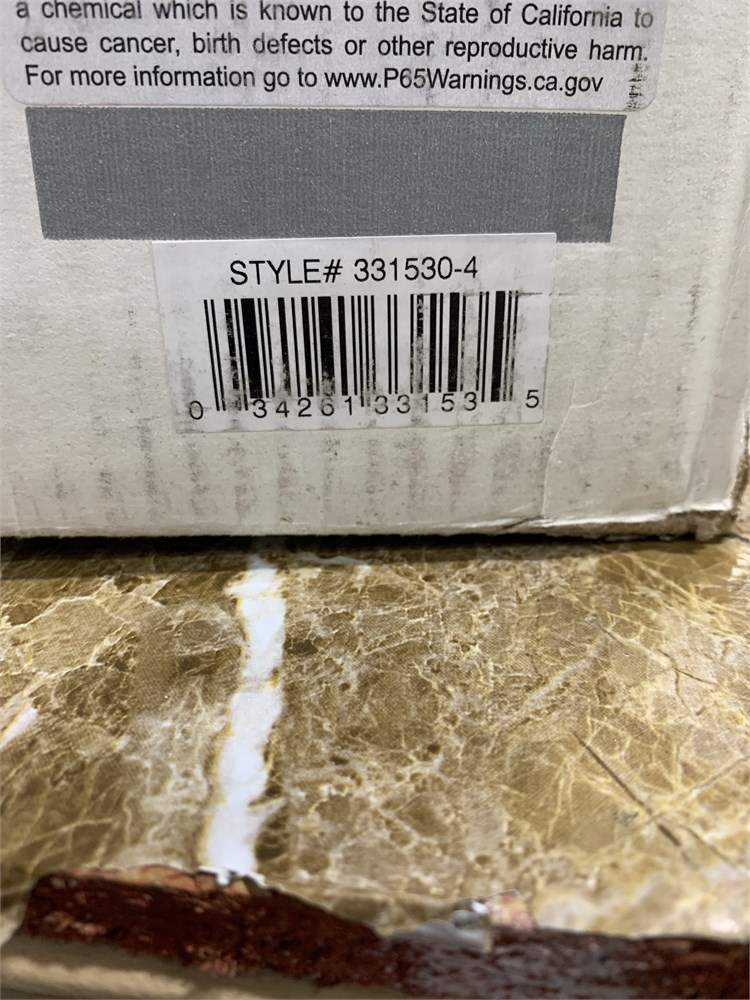 a chemical which is known to the State of California to
cause cancer, birth defects or other reproductive harm.
For more information go to www.P65Warnings.ca.gov
STYLE# 331530-4
0 34261 33153 5